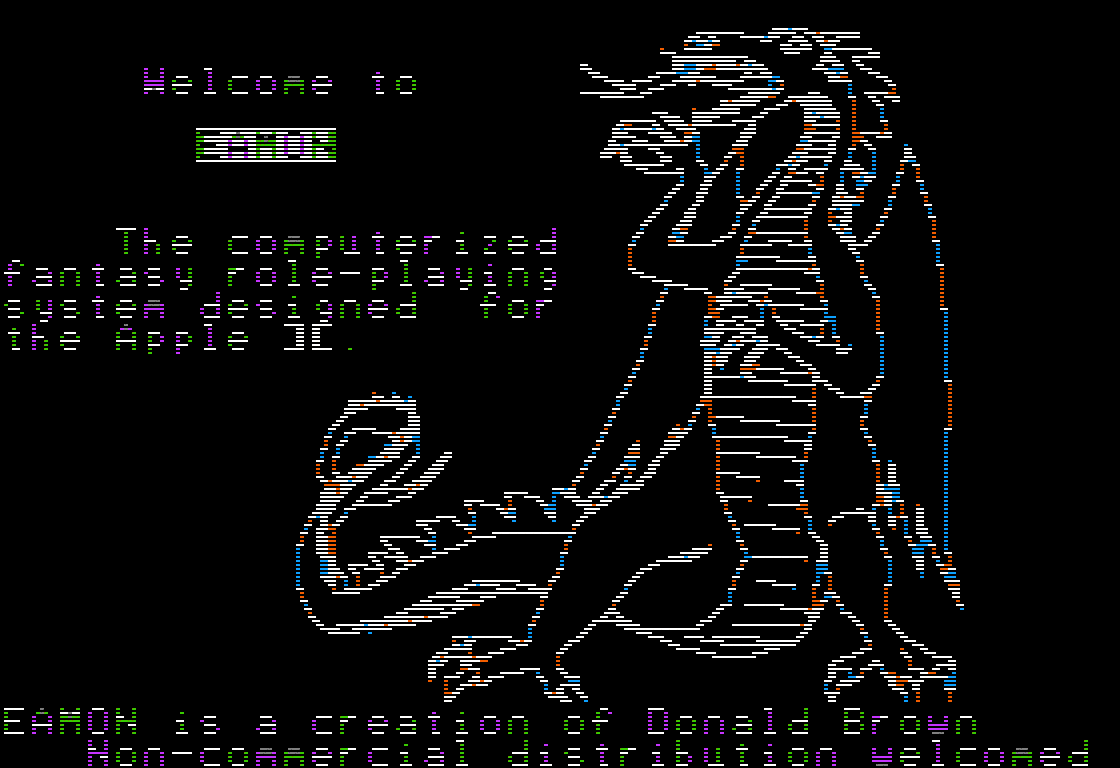 Welcome to
EAMON
The computerized
fantasy role-playing
system designed for
the Apple ][.
EAMON is a creation of Donald Brown
Non-commercial distribution welcomed